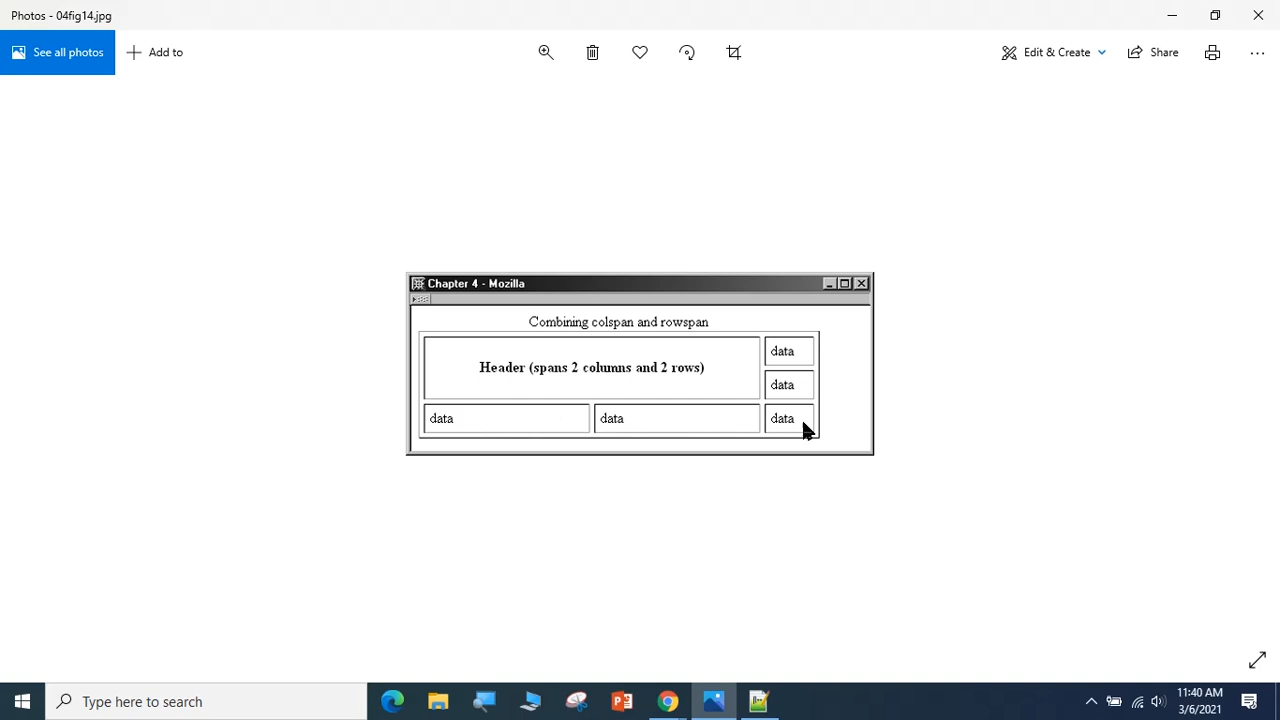 Photos - 04fig14.jpg
See all photos
Add to
Edit & Create
Share
Chapter 4 - Mozilla
Combining colspan and rowspan
Header (spans 2 columns and 2 rows)
data
data
data
data
data
Type here to search
11:40 AM
3/6/2021